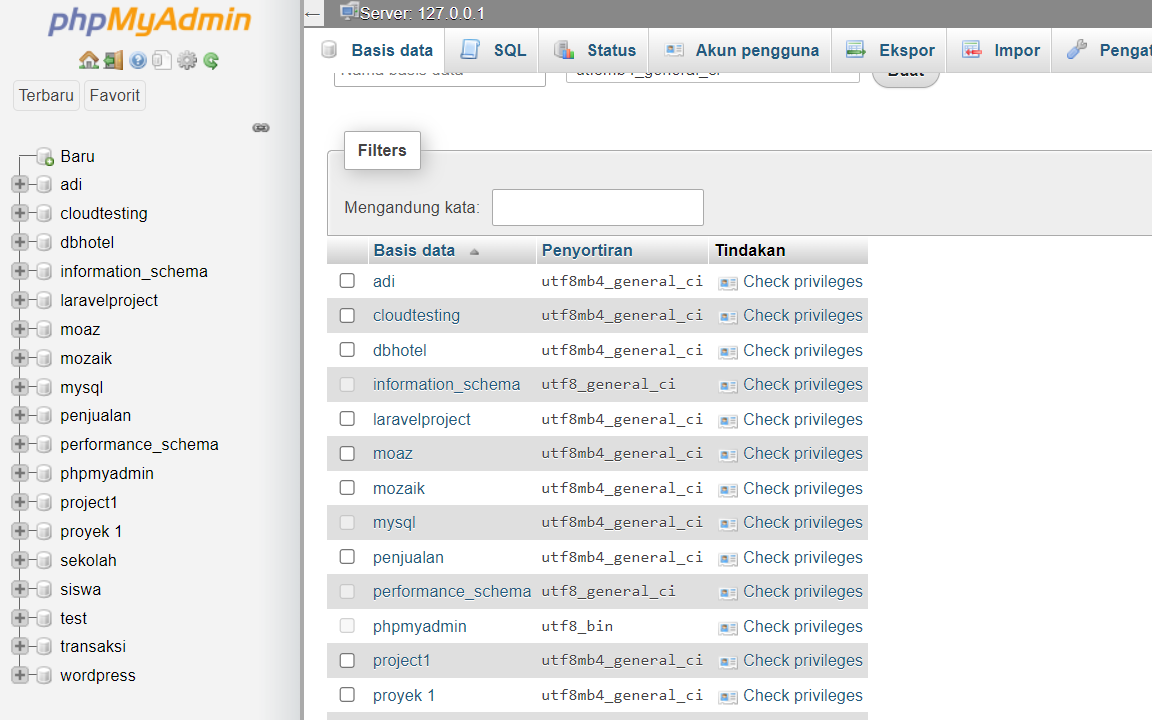 phpMyAdmin
Terbaru Favorit
Baru
adi
cloudtesting
dbhotel
information_schema
laravelproject
moaz
mozaik
mysql
penjualan
performance_schema
phpmyadmin
project1
proyek 1
sekolah
siswa
test
transaksi
wordpress
Server: 127.0.0.1
Basis data SQL Status Akun pengguna Ekspor Impor Pengat
Nama basis data utf8mb4_general_ci Buat
Filters
Mengandung kata:
Basis data Penyortiran Tindakan
adi utf8mb4_general_ci Check privileges
cloudtesting utf8mb4_general_ci Check privileges
dbhotel utf8mb4_general_ci Check privileges
information_schema utf8_general_ci Check privileges
laravelproject utf8mb4_general_ci Check privileges
moaz utf8mb4_general_ci Check privileges
mozaik utf8mb4_general_ci Check privileges
mysql utf8mb4_general_ci Check privileges
penjualan utf8mb4_general_ci Check privileges
performance_schema utf8_general_ci Check privileges
phpmyadmin utf8_bin Check privileges
project1 utf8mb4_general_ci Check privileges
proyek 1 utf8mb4_general_ci Check privileges